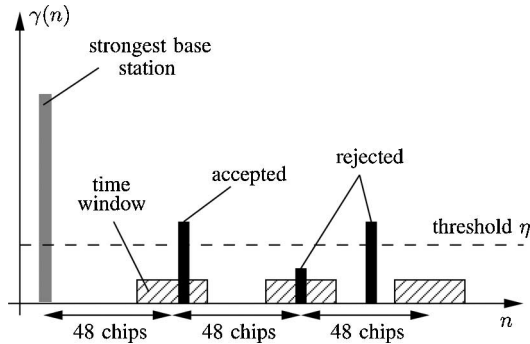 γ(n)
strongest base
station
accepted
rejected
time
window
threshold η
48 chips
48 chips
48 chips
n